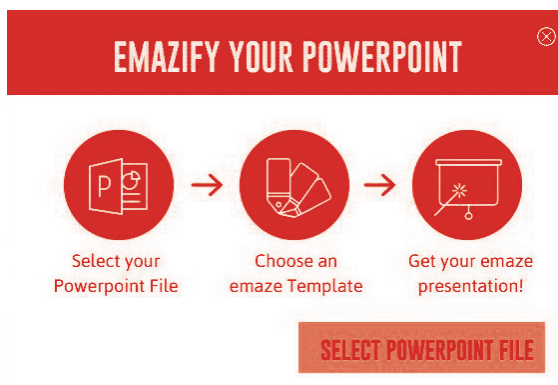 EMAZIFY YOUR POWERPOINT
P
Select your
Powerpoint File
Choose an
emaze Template
Get your emaze
presentation!
SELECT POWERPOINT FILE